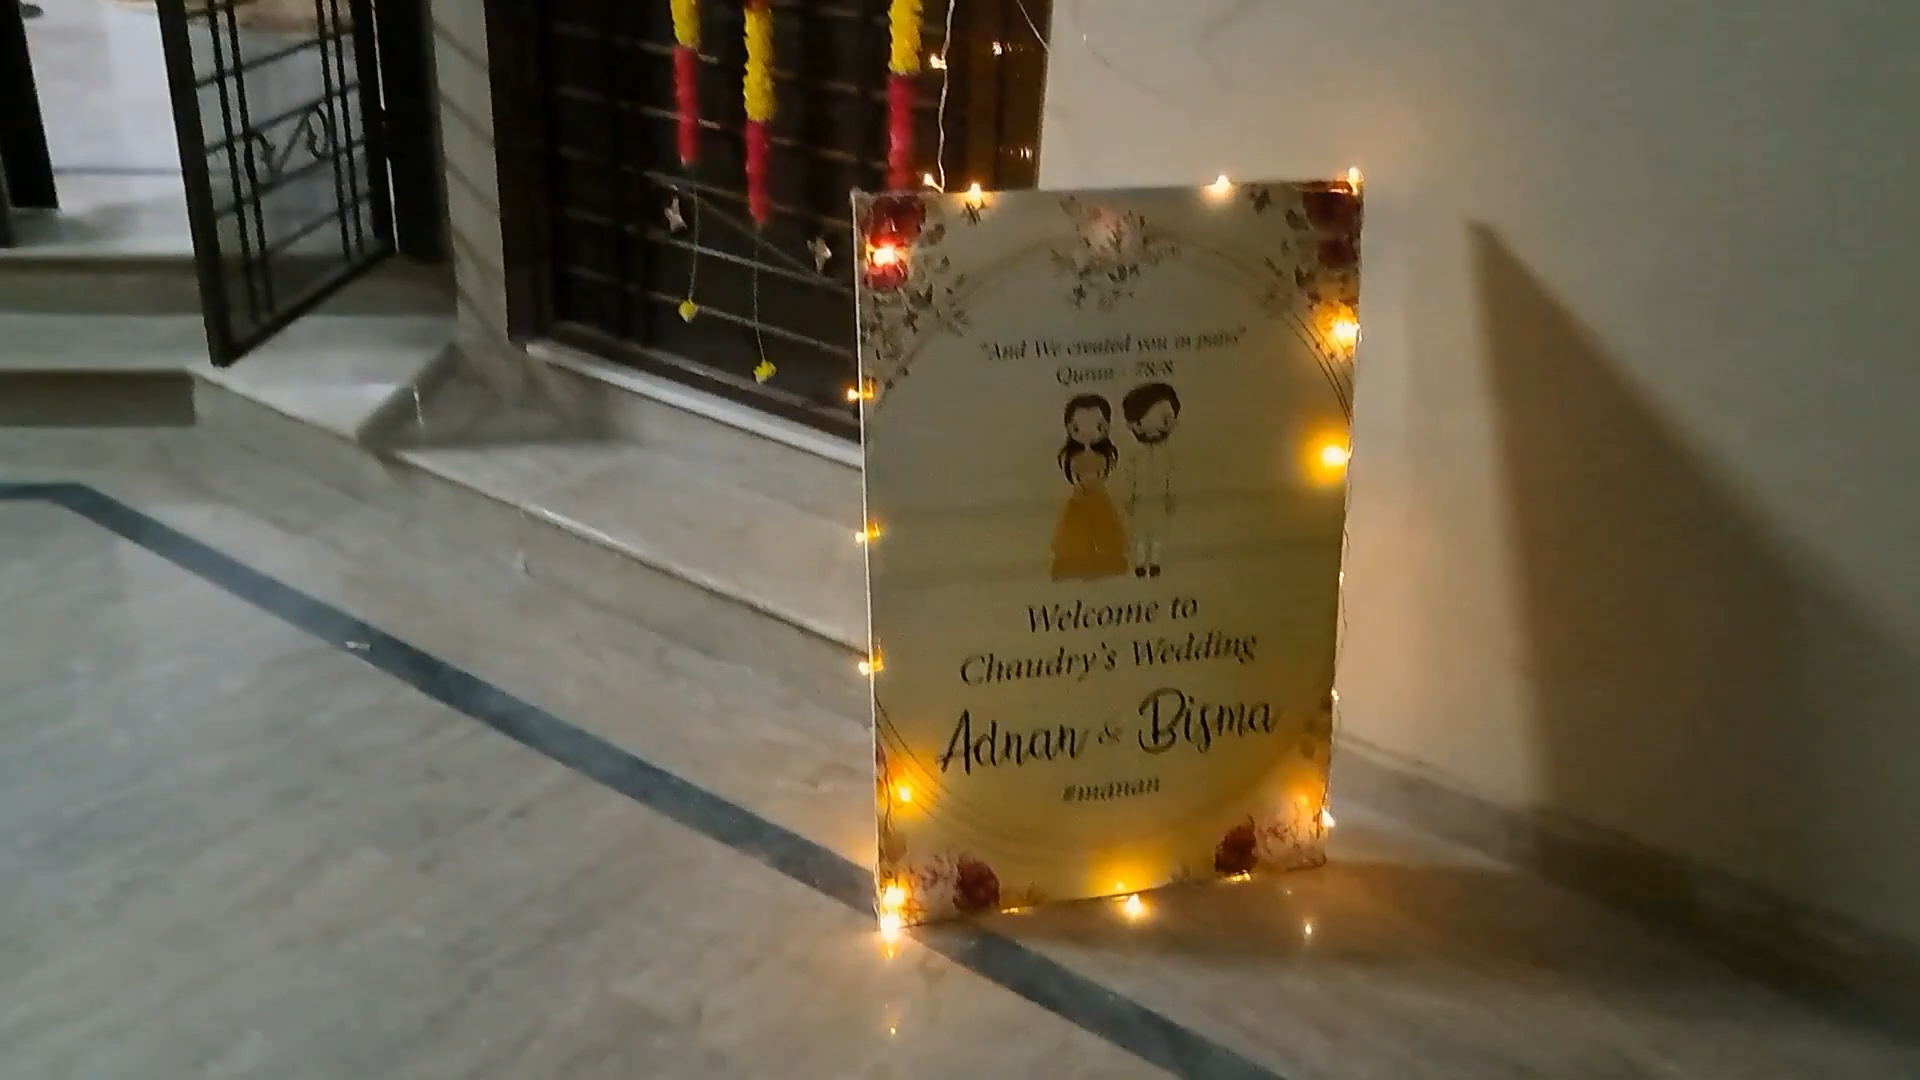 "And We created you in pairs"
Quran - 78/8
Welcome to
Chaudry's Wedding
Adnan & Bisma
#manan